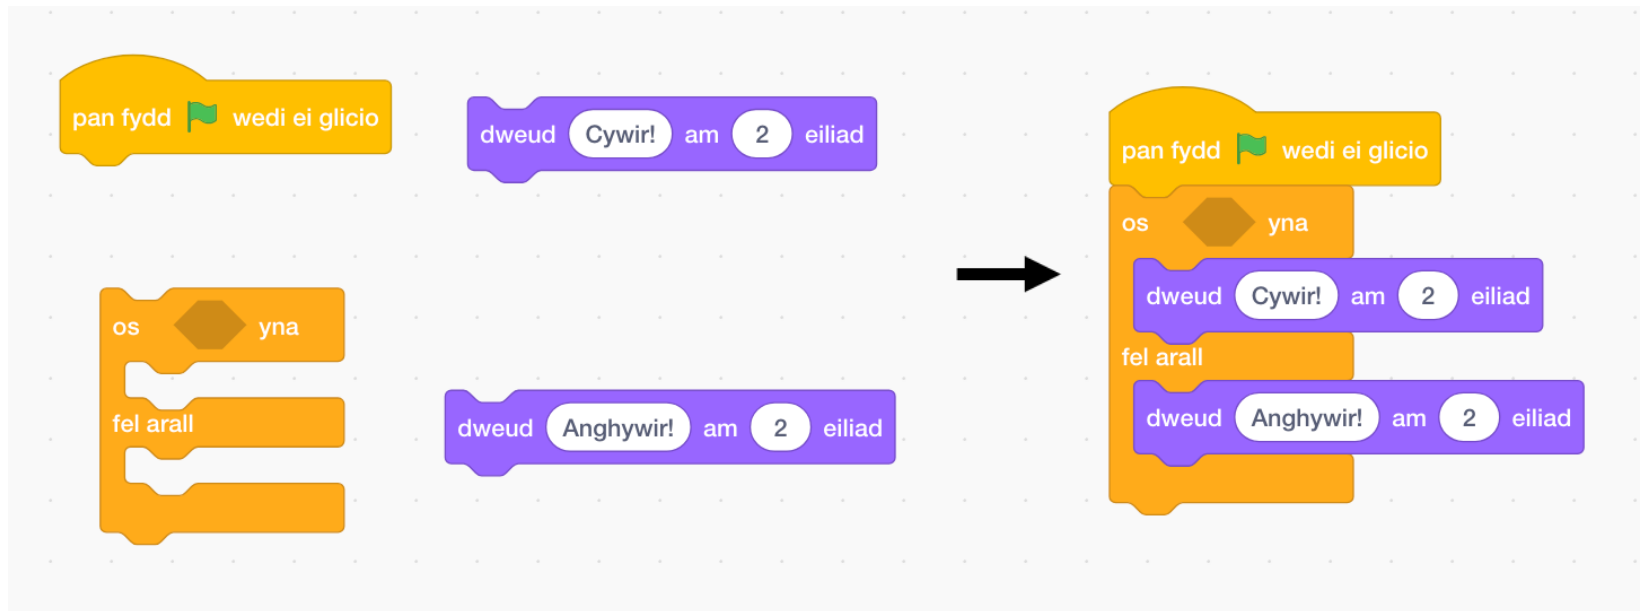 pan fydd wedi ei glicio
dweud Cywir! am 2 eiliad
os yna
fel arall
dweud Anghywir! am 2 eiliad
pan fydd wedi ei glicio
os yna
dweud Cywir! am 2 eiliad
fel arall
dweud Anghywir! am 2 eiliad